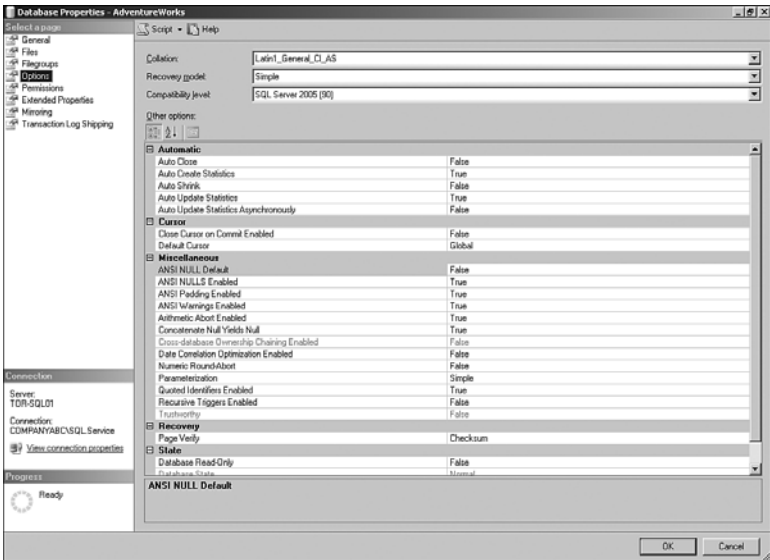 Database Properties - AdventureWorks
Select a page
General
Files
Filegroups
Options
Permissions
Extended Properties
Mirroring
Transaction Log Shipping
Connection
Server:
TOR-SQL01
Connection:
COMPANYABC\SQL.Service
View connection properties
Progress
Ready
Script
Help
Collation: Latin1_General_CI_AS
Recovery model: Simple
Compatibility level: SQL Server 2005 (90)
Other options:
Automatic
Auto Close False
Auto Create Statistics True
Auto Shrink False
Auto Update Statistics True
Auto Update Statistics Asynchronously False
Cursor
Close Cursor on Commit Enabled False
Default Cursor Global
Miscellaneous
ANSI NULL Default False
ANSI NULLS Enabled True
ANSI Padding Enabled True
ANSI Warnings Enabled True
Arithmetic Abort Enabled True
Concatenate Null Yields Null True
Cross-database Ownership Chaining Enabled False
Date Correlation Optimization Enabled False
Numeric Round-Abort False
Parameterization Simple
Quoted Identifiers Enabled True
Recursive Triggers Enabled False
Trustworthy False
Recovery
Page Verify Checksum
State
Database Read-Only False
Database State Normal
ANSI NULL Default
OK
Cancel